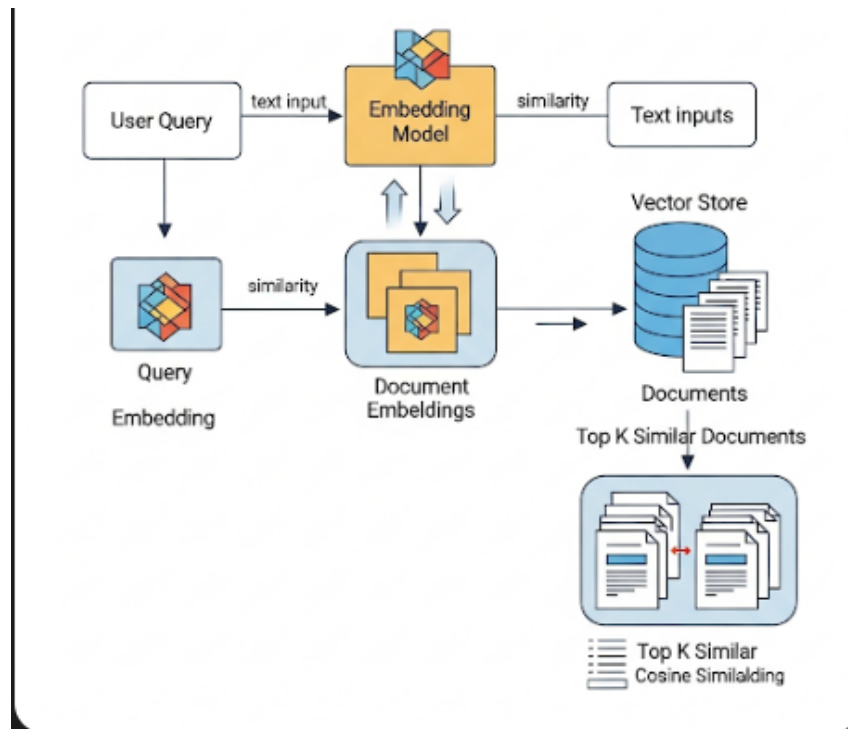 User Query
text input
Embedding
Model
similarity
Text inputs
Vector Store
similarity
Query
Embedding
Document
Embeldings
Documents
Top K Similar Documents
Top K Similar
Cosine Similalding